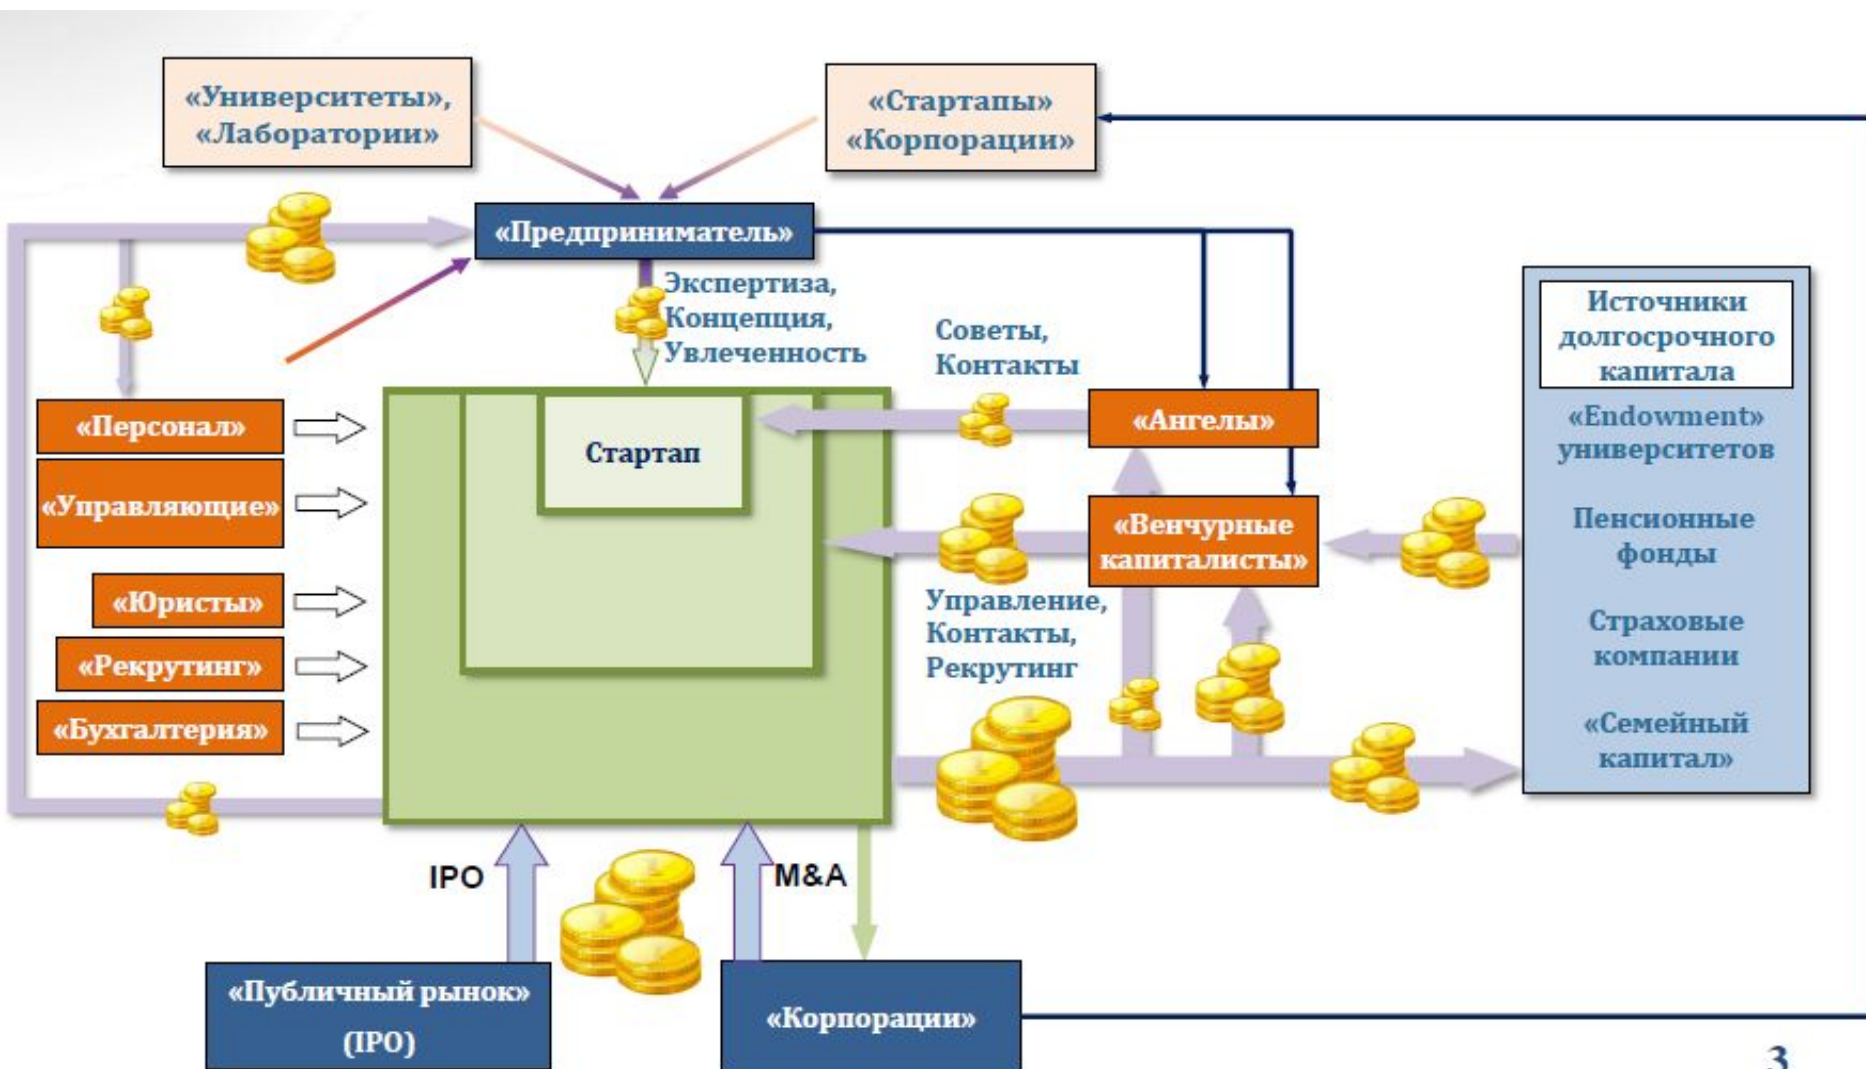 «Университеты»,
«Лаборатории»
«Стартапы»
«Корпорации»
«Предприниматель»
Экспертиза,
Концепция,
Увлеченность
Советы,
Контакты
Источники
долгосрочного
капитала
«Endowment»
университетов
Пенсионные
фонды
Страховые
компании
«Семейный
капитал»
«Персонал»
«Управляющие»
«Юристы»
«Рекрутинг»
«Бухгалтерия»
Стартап
«Ангелы»
«Венчурные
капиталисты»
Управление,
Контакты,
Рекрутинг
IPO
M&A
«Публичный рынок»
(IPO)
«Корпорации»
3